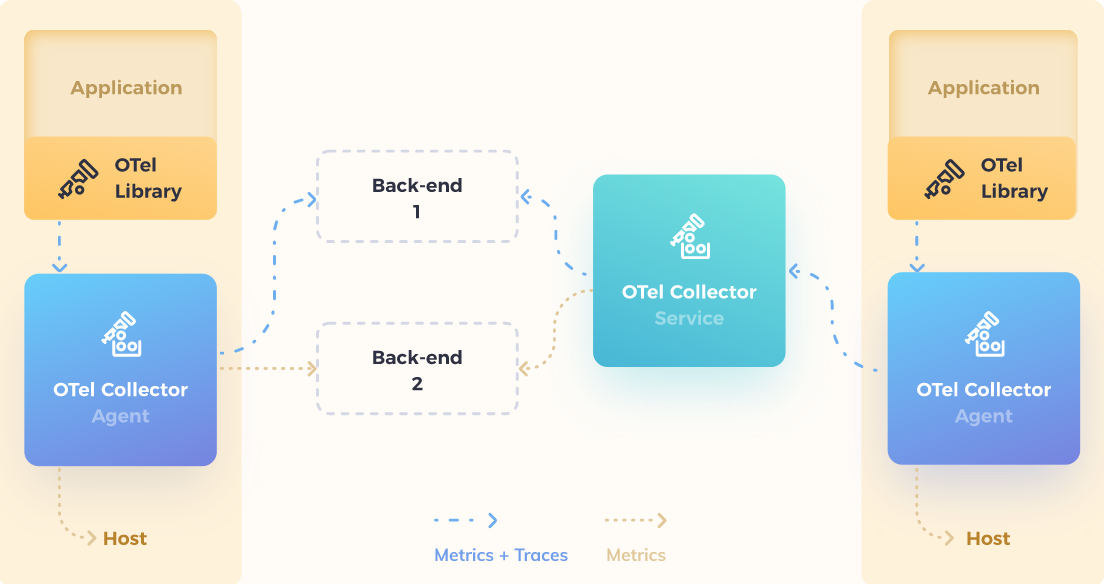 Application
OTel
Library
OTel Collector
Agent
Host
Back-end
1
Back-end
2
OTel Collector
Service
Application
OTel
Library
OTel Collector
Agent
Host
Metrics + Traces
Metrics